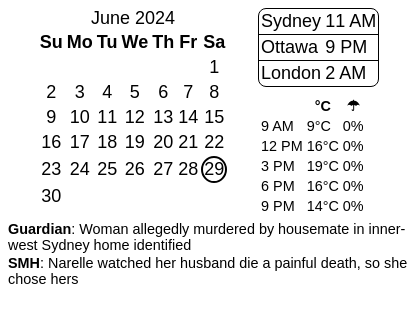 June 2024
Su Mo Tu We Th Fr Sa
1
2 3 4 5 6 7 8
9 10 11 12 13 14 15
16 17 18 19 20 21 22
23 24 25 26 27 28 29
30
Sydney 11 AM
Ottawa 9 PM
London 2 AM
°C ☂
9 AM 9°C 0%
12 PM 16°C 0%
3 PM 19°C 0%
6 PM 16°C 0%
9 PM 14°C 0%
Guardian: Woman allegedly murdered by housemate in inner-
west Sydney home identified
SMH: Narelle watched her husband die a painful death, so she
chose hers